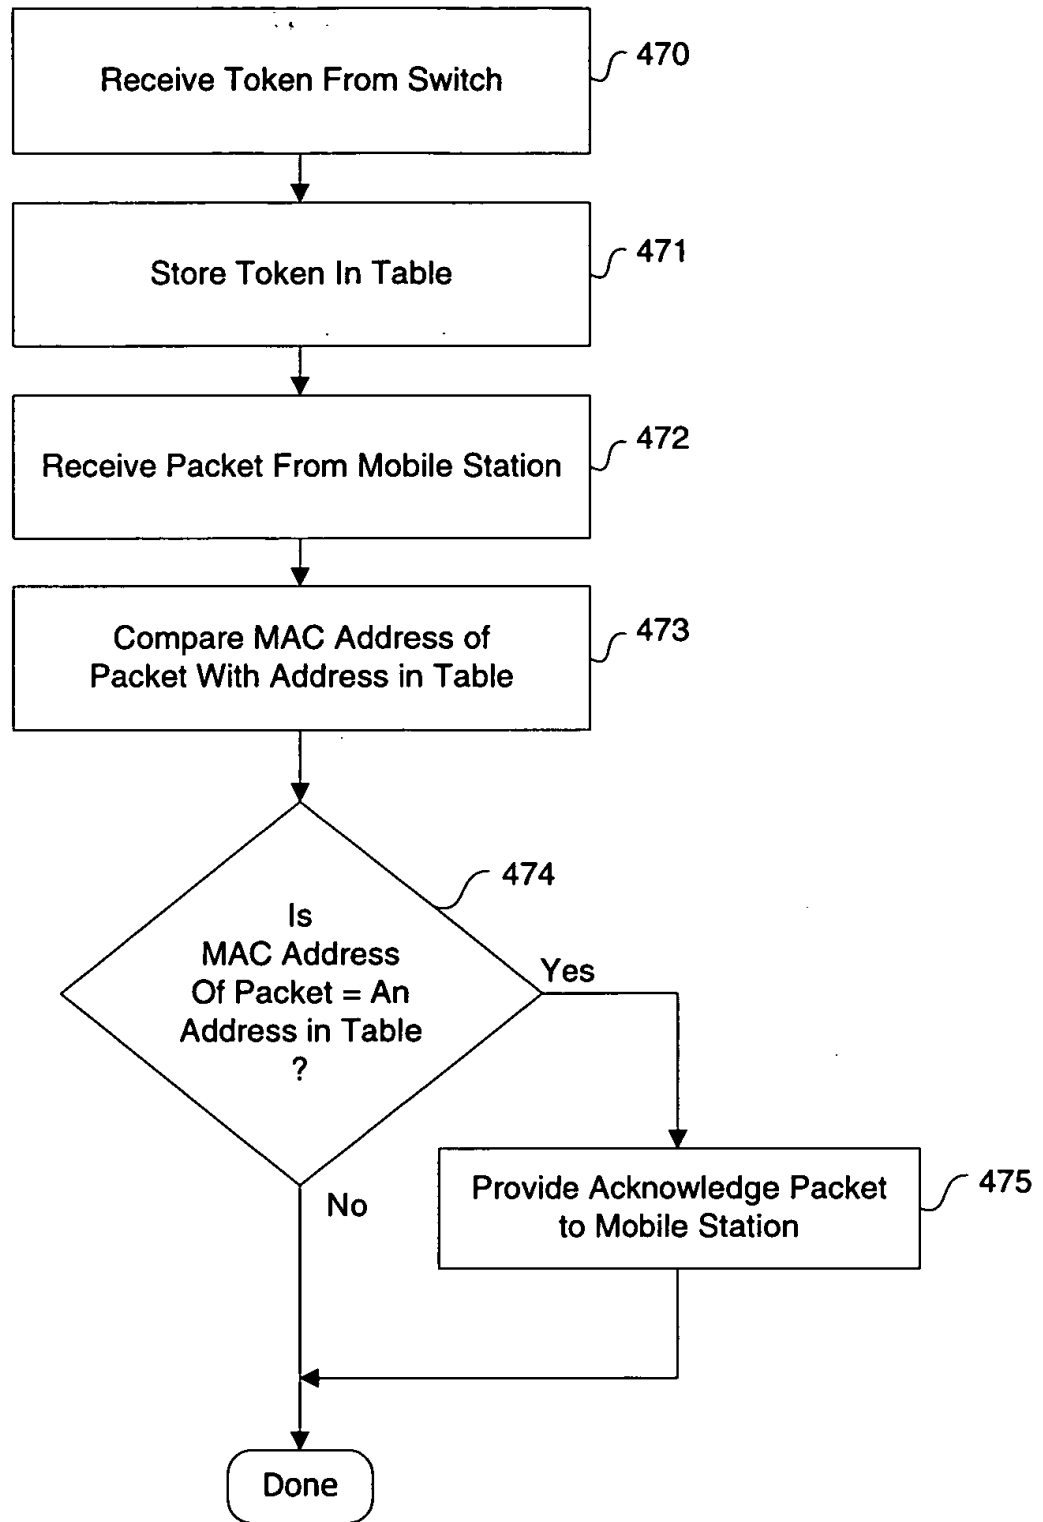 Receive Token From Switch
470
Store Token In Table
471
Receive Packet From Mobile Station
472
Compare MAC Address of
Packet With Address in Table
473
474
Is
MAC Address
Of Packet = An
Address in Table
?
Yes
No
Provide Acknowledge Packet
to Mobile Station
475
Done